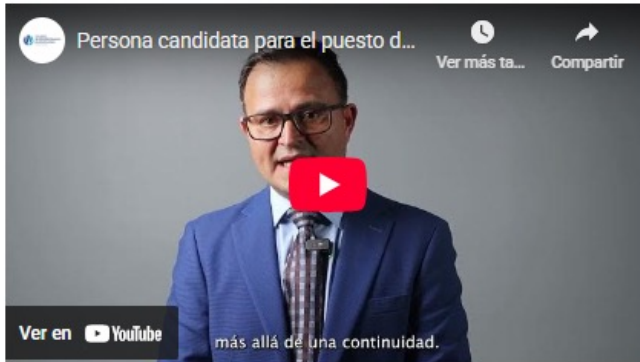 Persona candidata para el puesto d...
Ver más ta...
Compartir
más allá de una continuidad.
Ver en YouTube